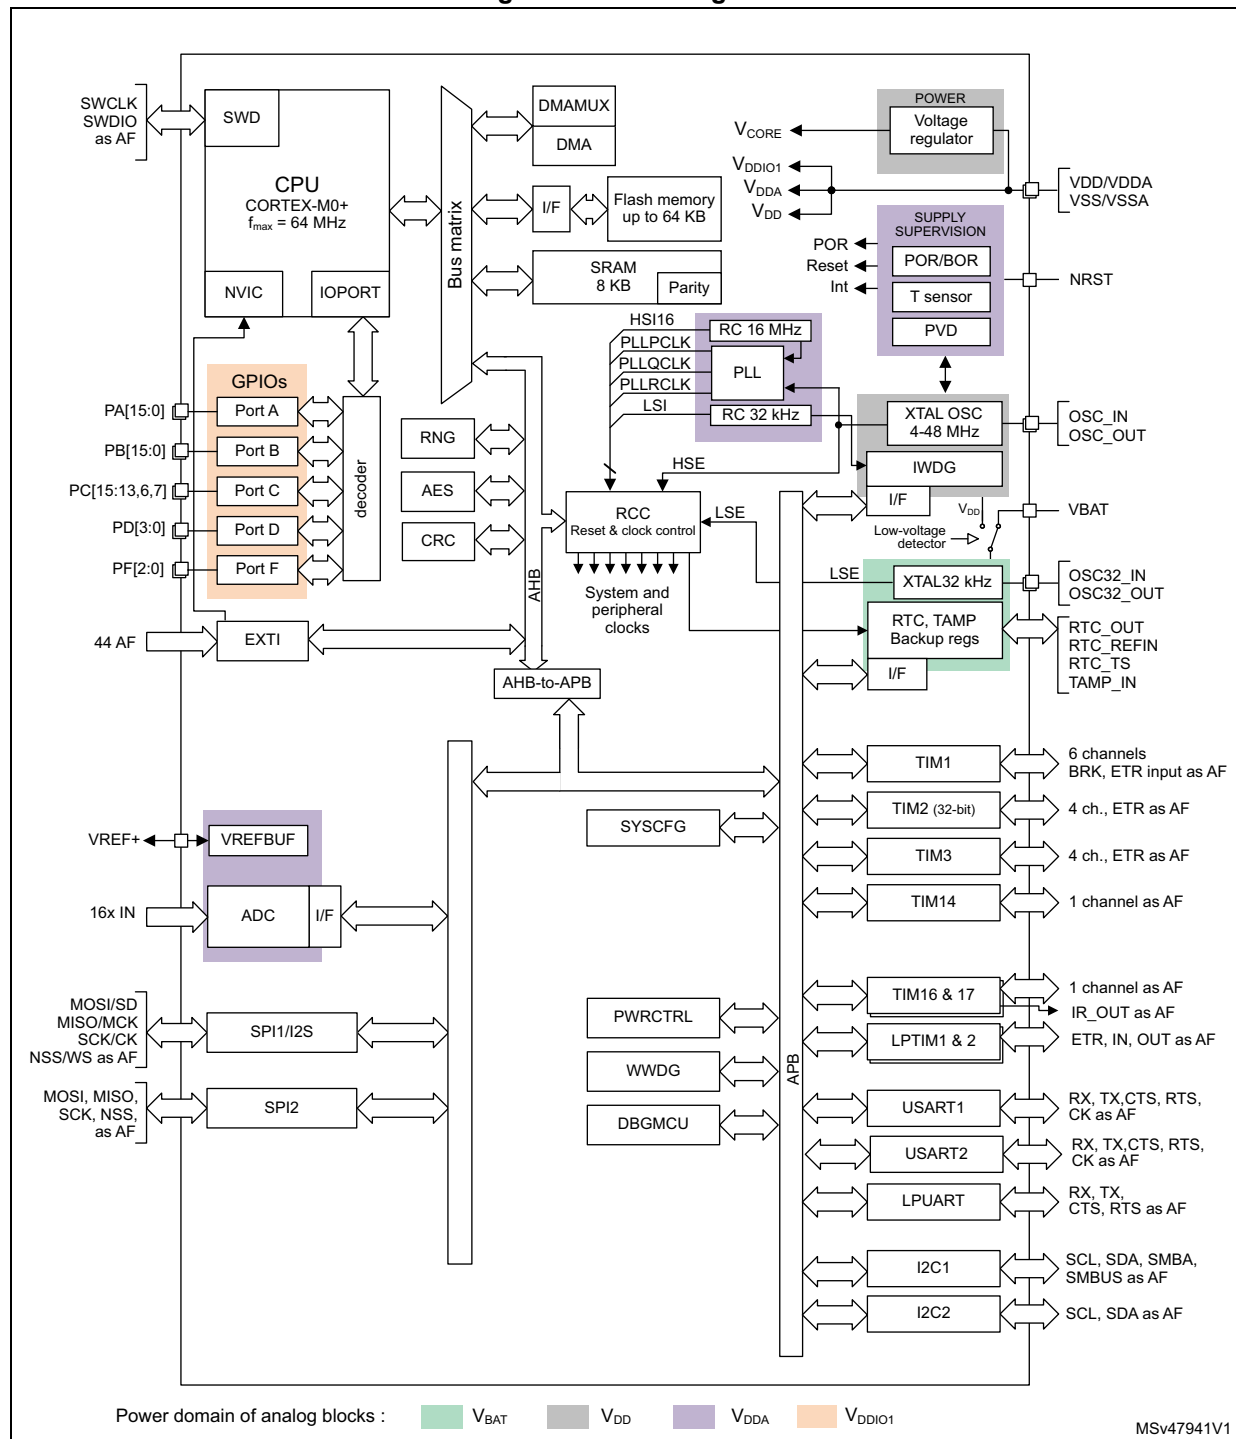 SWCLK
SWDIO
as AF
SWD
CPU
CORTEX-M0+
fmax = 64 MHz
NVIC
IOPORT
Bus matrix
DMAMUX
DMA
I/F
Flash memory
up to 64 KB
SRAM
8 KB
Parity
POWER
Voltage
regulator
VCORE
VDDIO1
VDDA
VDD
VDD/VDDA
VSS/VSSA
SUPPLY
SUPERVISION
POR
Reset
Int
POR/BOR
T sensor
PVD
NRST
HSI16
PLLPCLK
PLLQCLK
PLLRCLK
LSI
RC 16 MHz
PLL
RC 32 kHz
XTAL OSC
4-48 MHz
IWDG
I/F
OSC_IN
OSC_OUT
HSE
LSE
VDD
Low-voltage
detector
VBAT
GPIOs
PA[15:0]
Port A
PB[15:0]
Port B
PC[15:13,6,7]
Port C
PD[3:0]
Port D
PF[2:0]
Port F
decoder
RNG
AES
CRC
AHB
RCC
Reset & clock control
System and
peripheral
clocks
LSE
XTAL32 kHz
OSC32_IN
OSC32_OUT
RTC, TAMP
Backup regs
I/F
RTC_OUT
RTC_REFIN
RTC_TS
TAMP_IN
44 AF
EXTI
AHB-to-APB
APB
TIM1
6 channels
BRK, ETR input as AF
TIM2 (32-bit)
4 ch., ETR as AF
SYSCFG
TIM3
4 ch., ETR as AF
TIM14
1 channel as AF
VREF+
VREFBUF
16x IN
ADC
I/F
MOSI/SD
MISO/MCK
SCK/CK
NSS/WS as AF
SPI1/I2S
MOSI, MISO,
SCK, NSS,
as AF
SPI2
PWRCTRL
WWDG
DBGMCU
TIM16 & 17
1 channel as AF
IR_OUT as AF
LPTIM1 & 2
ETR, IN, OUT as AF
USART1
RX, TX,CTS, RTS,
CK as AF
USART2
RX, TX,CTS, RTS,
CK as AF
LPUART
RX, TX,
CTS, RTS as AF
I2C1
SCL, SDA, SMBA,
SMBUS as AF
I2C2
SCL, SDA as AF
Power domain of analog blocks :
VBAT
VDD
VDDA
VDDIO1
MSv47941V1